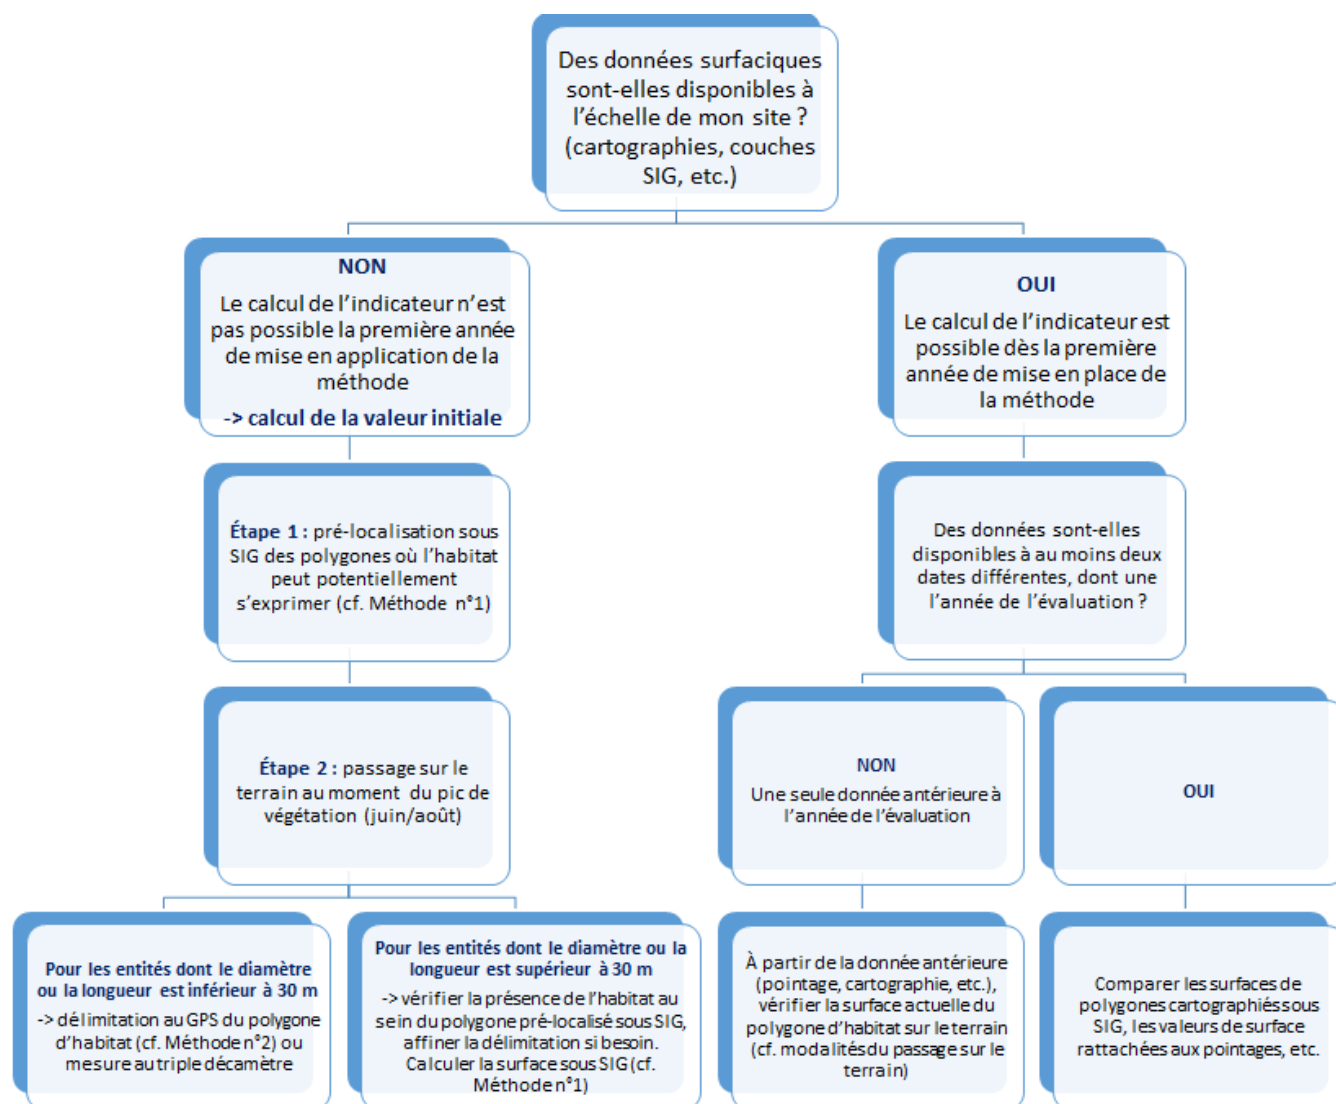 Des données surfaciques
sont-elles disponibles à
l’échelle de mon site ?
(cartographies, couches
SIG, etc.)
NON
Le calcul de l’indicateur n’est
pas possible la première année
de mise en application de la
méthode
-> calcul de la valeur initiale
OUI
Le calcul de l’indicateur est
possible dès la première
année de mise en place de
la méthode
Étape 1 : pré-localisation sous
SIG des polygones où l’habitat
peut potentiellement
s’exprimer (cf. Méthode n°1)
Des données sont-elles
disponibles à au moins deux
dates différentes, dont une
l’année de l’évaluation ?
Étape 2 : passage sur le
terrain au moment du pic de
végétation (juin/août)
NON
Une seule donnée antérieure à
l’année de l’évaluation
OUI
Pour les entités dont le diamètre
ou la longueur est inférieur à 30 m
-> délimitation au GPS du polygone
d’habitat (cf. Méthode n°2) ou
mesure au triple décamètre
Pour les entités dont le diamètre ou la
longueur est supérieur à 30 m
-> vérifier la présence de l’habitat au
sein du polygone pré-localisé sous SIG,
affiner la délimitation si besoin.
Calculer la surface sous SIG (cf.
Méthode n°1)
À partir de la donnée antérieure
(pointage, cartographie, etc.),
vérifier la surface actuelle du
polygone d’habitat sur le terrain
(cf. modalités du passage sur le
terrain)
Comparer les surfaces de
polygones cartographiés sous
SIG, les valeurs de surface
rattachées aux pointages, etc.